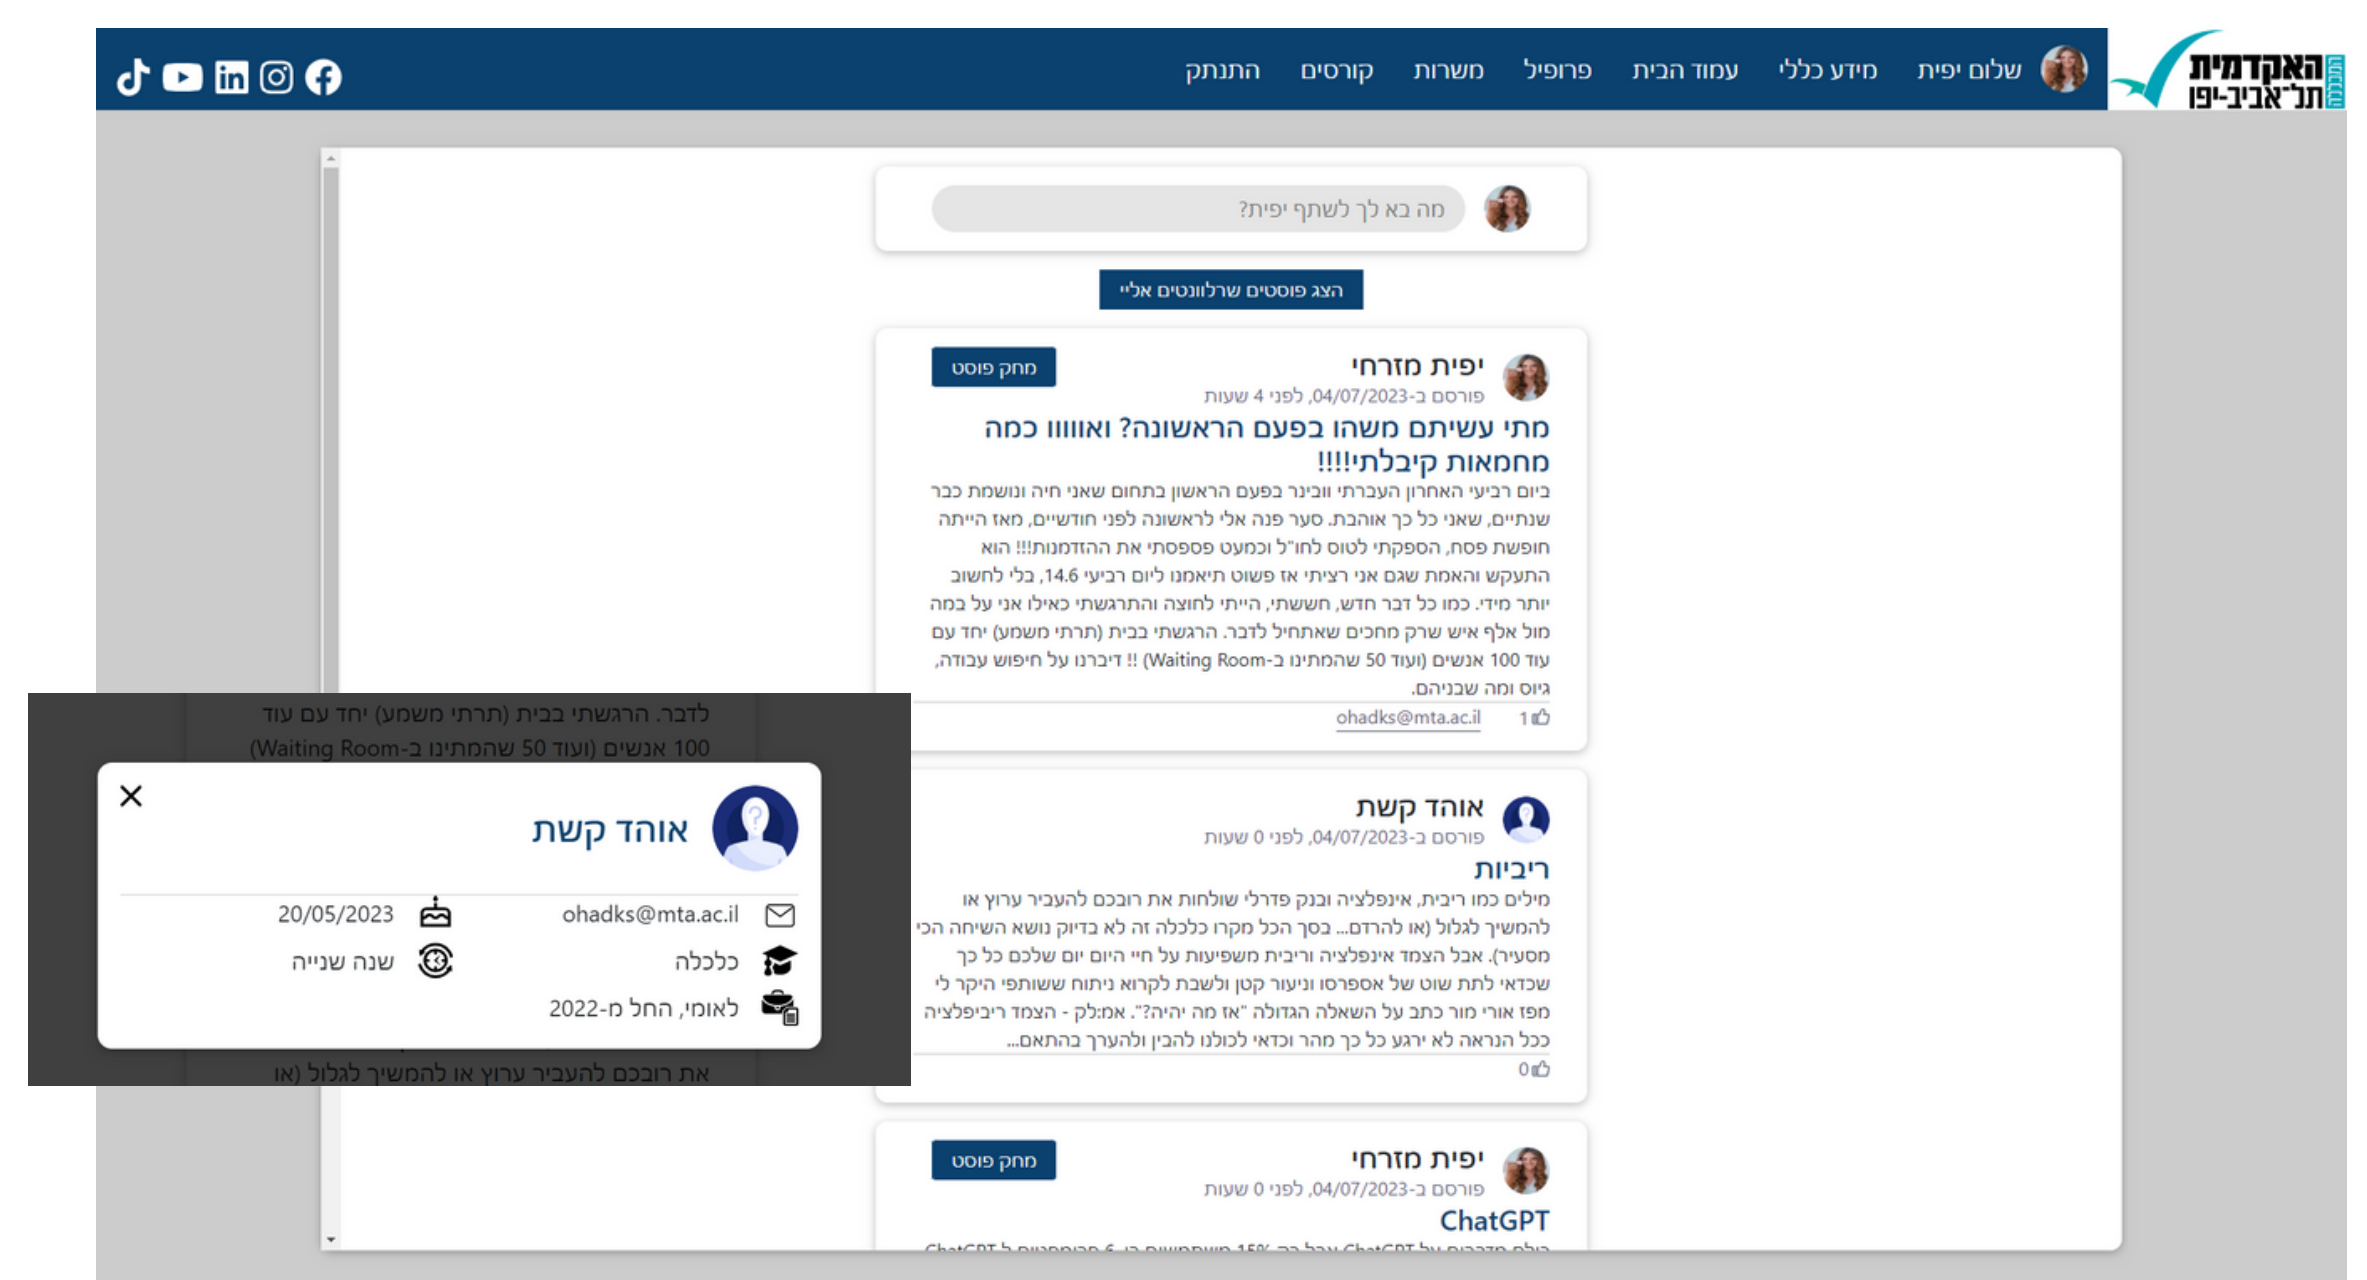 האקדמית
תל־אביב-יפו
שלום יפית
מידע כללי
עמוד הבית
פרופיל
משרות
קורסים
התנתק
מה בא לך לשתף יפית?
הצג פוסטים שרלוונטים אליי
יפית מזרחי
פורסם ב-04/07/2023, לפני 4 שעות
מחק פוסט
מתי עשיתם משהו בפעם הראשונה? ואווווו כמה
מחמאות קיבלתי!!!!
ביום רביעי האחרון העברתי וובינר בפעם הראשון בתחום שאני חיה ונושמת כבר
שנתיים, שאני כל כך אוהבת. סער פנה אלי לראשונה לפני חודשיים, מאז הייתה
חופשת פסח, הספקתי לטוס לחו"ל וכמעט פספסתי את ההזדמנות!!! הוא
התעקש והאמת שגם אני רציתי אז פשוט תיאמנו ליום רביעי 14.6, בלי לחשוב
יותר מידי. כמו כל דבר חדש, חששתי, הייתי לחוצה והתרגשתי כאילו אני על במה
מול אלף איש שרק מחכים שאתחיל לדבר. הרגשתי בבית (תרתי משמע) יחד עם
עוד 100 אנשים (ועוד 50 שהמתינו ב-Waiting Room) !! דיברנו על חיפוש עבודה,
גיוס ומה שבניהם.
1
ohadks@mta.ac.il
אוהד קשת
פורסם ב-04/07/2023, לפני 0 שעות
ריביות
מילים כמו ריבית, אינפלציה ובנק פדרלי שולחות את רובכם להעביר ערוץ או
להמשיך לגלול (או להרדם... בסך הכל מקרו כלכלה זה לא בדיוק נושא השיחה הכי
מסעיר). אבל הצמד אינפלציה וריבית משפיעות על חיי היום יום שלכם כל כך
שכדאי לתת שוט של אספרסו וניעור קטן ולשבת לקרוא ניתוח ששותפי היקר לי
מפז אורי מור כתב על השאלה הגדולה "אז מה יהיה?". אמ:לק - הצמד ריביפלציה
ככל הנראה לא ירגע כל כך מהר וכדאי לכולנו להבין ולהערך בהתאם...
0
יפית מזרחי
פורסם ב-04/07/2023, לפני 0 שעות
מחק פוסט
ChatGPT
לדבר. הרגשתי בבית (תרתי משמע) יחד עם עוד
100 אנשים (ועוד 50 שהמתינו ב-Waiting Room)
אוהד קשת
ohadks@mta.ac.il
20/05/2023
כלכלה
שנה שנייה
לאומי, החל מ-2022
את רובכם להעביר ערוץ או להמשיך לגלול (או